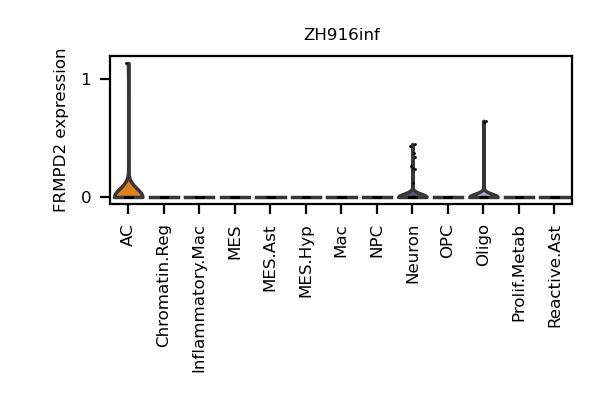 ZH916inf
FRMPD2 expression
1
0
AC
Chromatin.Reg
Inflammatory.Mac
MES
MES.Ast
MES.Hyp
Mac
NPC
Neuron
OPC
Oligo
Prolif.Metab
Reactive.Ast